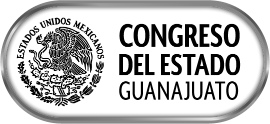 ESTADOS UNIDOS MEXICANOS
CONGRESO
DEL ESTADO
GUANAJUATO